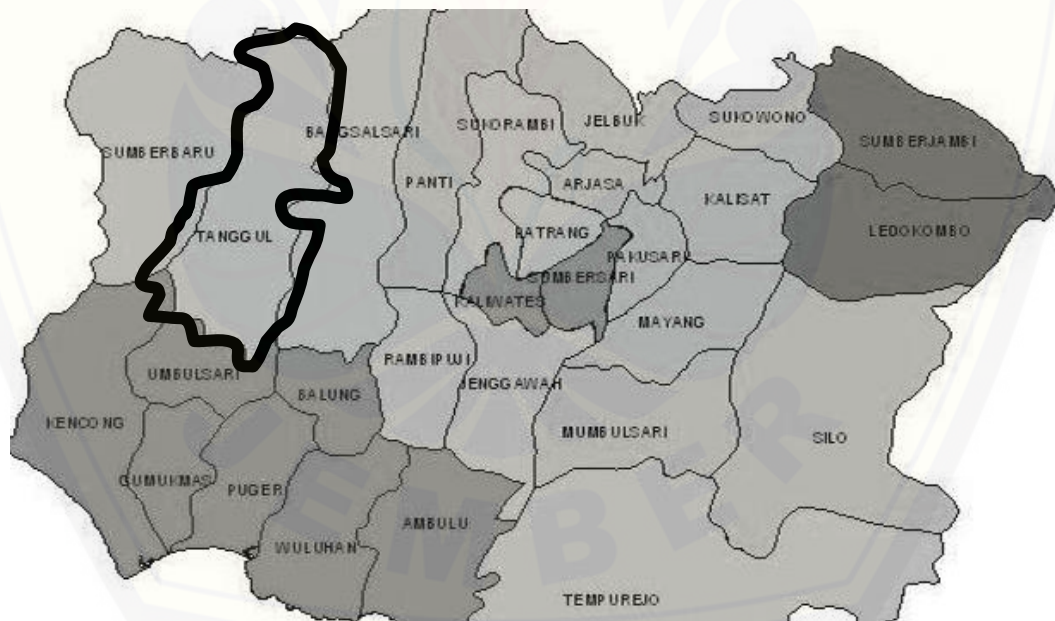 SUMBERBARU
TANGGUL
BANGSALSARI
PANTI
SUKORAMBI
JELBUK
SUKOWONO
SUMBERJAMBI
ARJASA
KALISAT
LEDOKOMBO
PATRANG
PAKUSARI
SUMBERSARI
KALIWATES
MAYANG
UMBULSARI
BALUNG
RAMBIPUJI
JENGGAWAH
KENCONG
MUMBULSARI
SILO
GUMUKMAS
PUGER
WULUHAN
AMBULU
TEMPUREJO
JEMBER